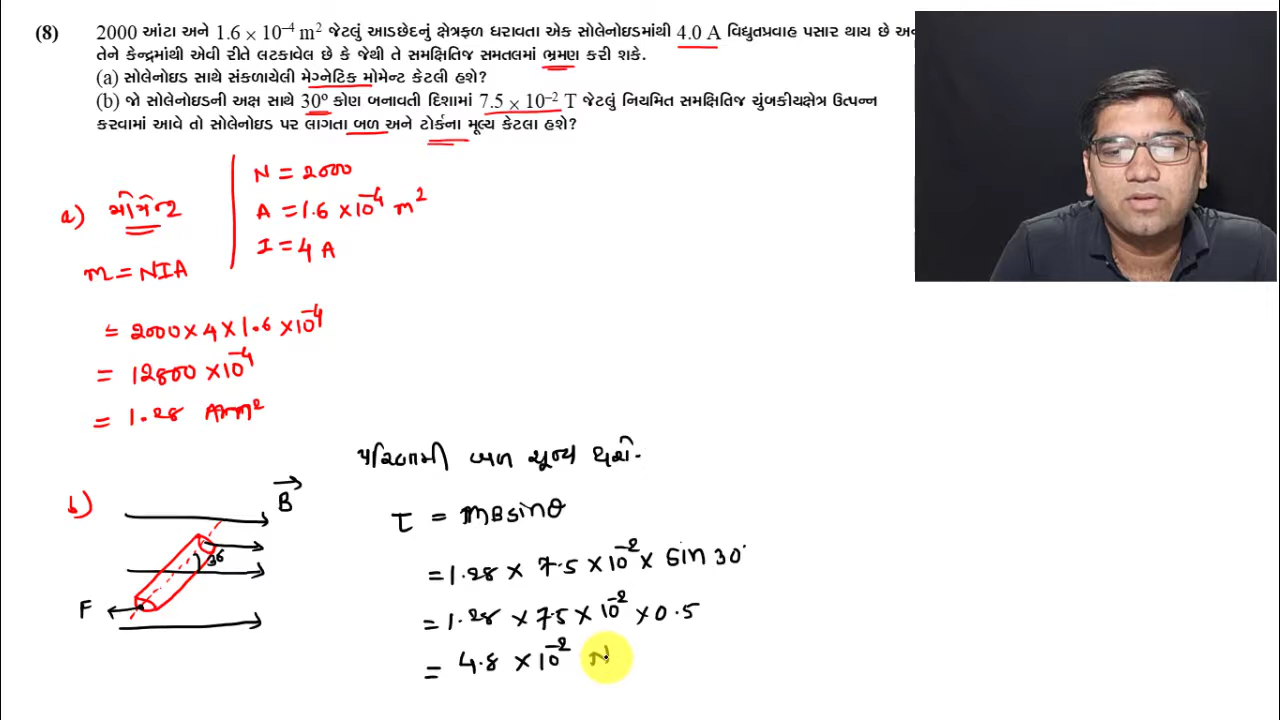 (8) 2000 આંટા અને 1.6 × 10⁻⁴ m² જેટલું આડછેદનું ક્ષેત્રફળ ધરાવતા એક સોલેનોઇડમાંથી 4.0 A વિદ્યુતપ્રવાહ પસાર થાય છે અ
તેને કેન્દ્રમાંથી એવી રીતે લટકાવેલ છે કે જેથી તે સમક્ષિતિજ સમતલમાં ભ્રમણ કરી શકે.
(a) સોલેનોઇડ સાથે સંકળાયેલી મેગ્નેટિક મોમેન્ટ કેટલી હશે?
(b) જો સોલેનોઇડની અક્ષ સાથે 30° કોણ બનાવતી દિશામાં 7.5 × 10⁻² T જેટલું નિયમિત સમક્ષિતિજ ચુંબકીયક્ષેત્ર ઉત્પન્ન
કરવામાં આવે તો સોલેનોઇડ પર લાગતા બળ અને ટોર્કના મૂલ્ય કેટલા હશે?
N = 2000
a)
A = 1.6 × 10⁻⁴ m²
I = 4 A
m = NIA
= 2000 × 4 × 1.6 × 10⁻⁴
= 12800 × 10⁻⁴
= 1.28 Am²
પરિણામી બળ શૂન્ય થશે.
b)
B
τ = mBsinθ
30
= 1.28 × 7.5 × 10⁻² × Sin 30°
F
= 1.28 × 7.5 × 10⁻² × 0.5
= 4.8 × 10⁻² N